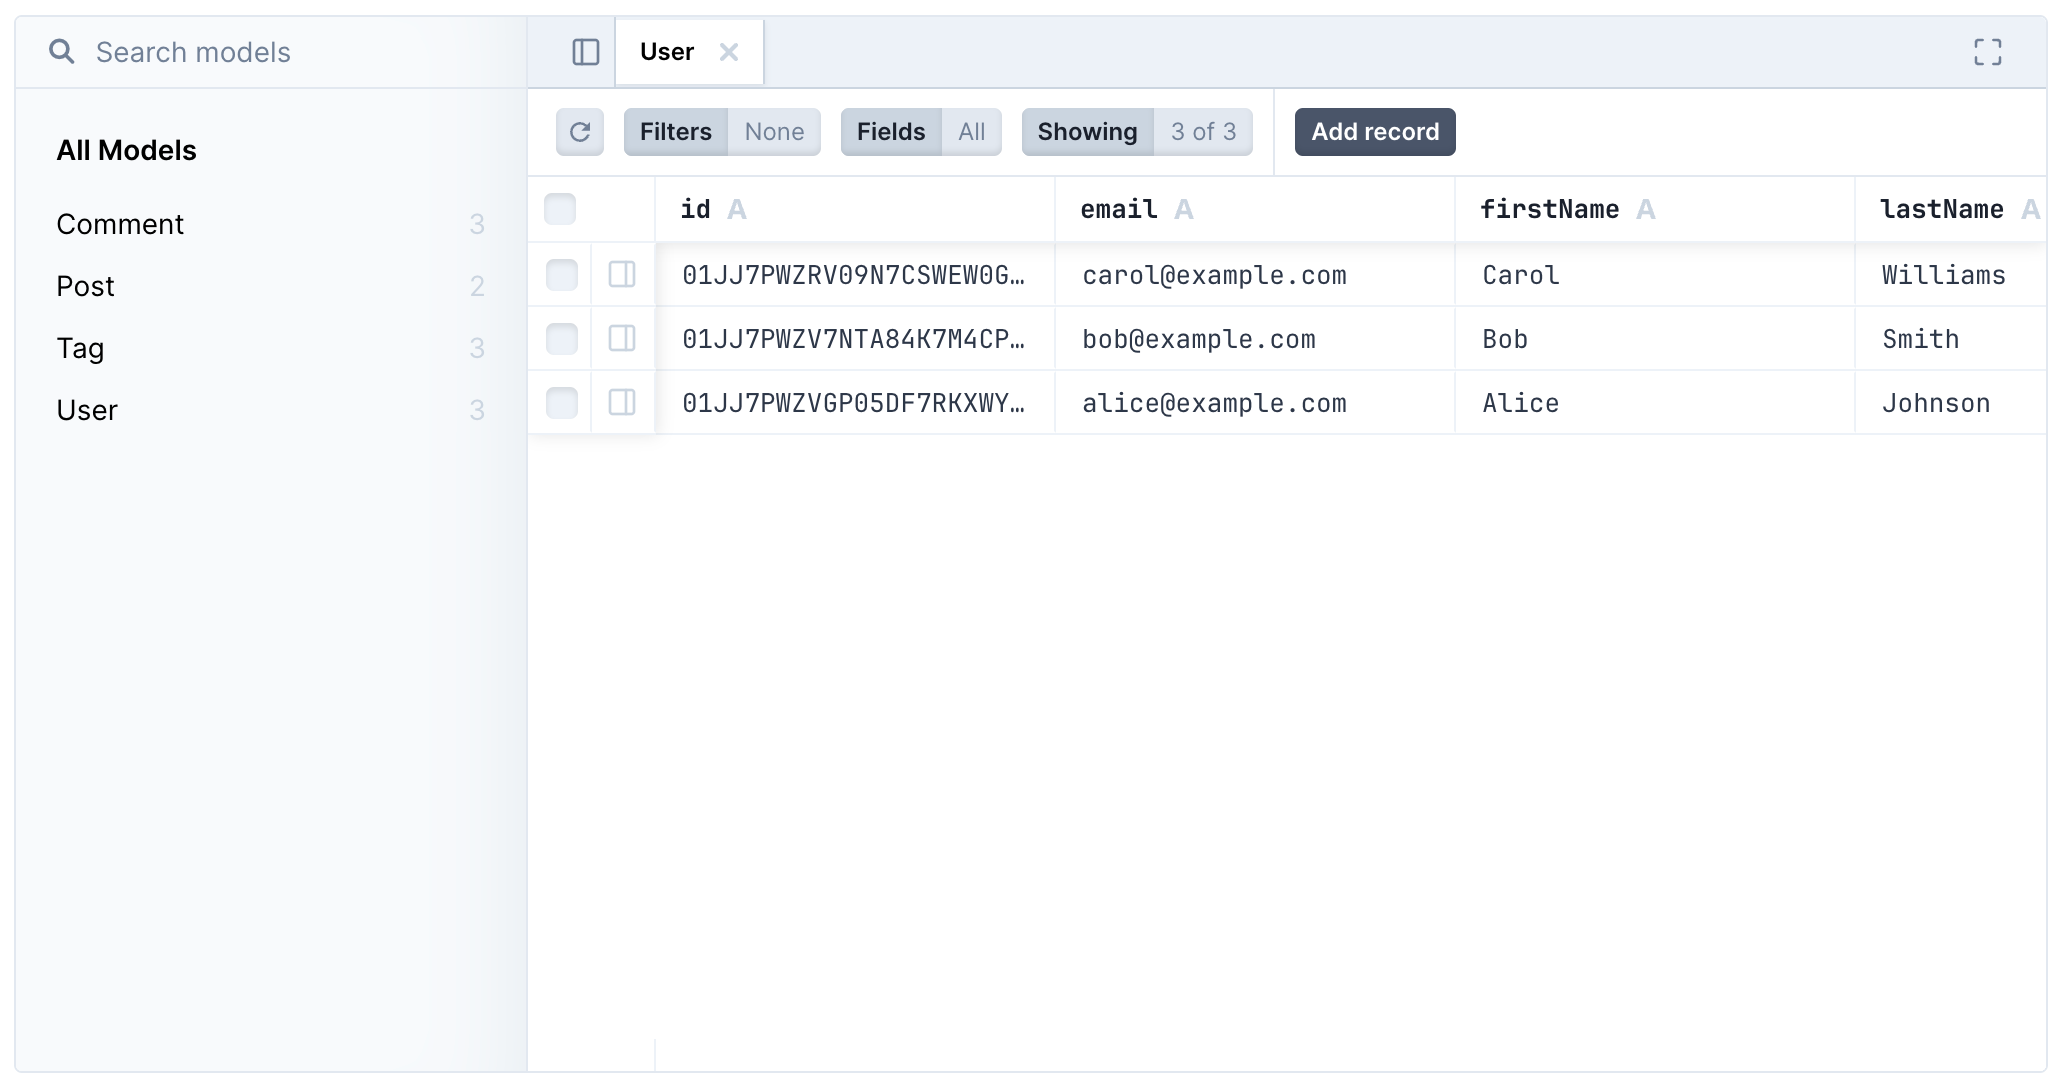 Search models
User
Filters None Fields All Showing 3 of 3 Add record
All Models
Comment 3
Post 2
Tag 3
User 3
id A email A firstName A lastName A
01JJ7PWZRV09N7CSWEW0G… carol@example.com Carol Williams
01JJ7PWZV7NTA84K7M4CP… bob@example.com Bob Smith
01JJ7PWZVGP05DF7RKXWY… alice@example.com Alice Johnson